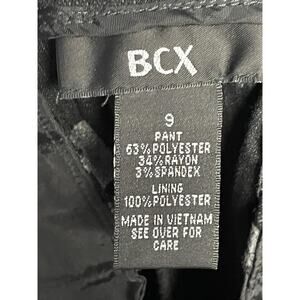 BCX
9
PANT
63%POLYESTER
34%RAYON
3%SPANDEX
LINING
100%POLYESTER
MADE IN VIETNAM
SEE OVER FOR
CARE